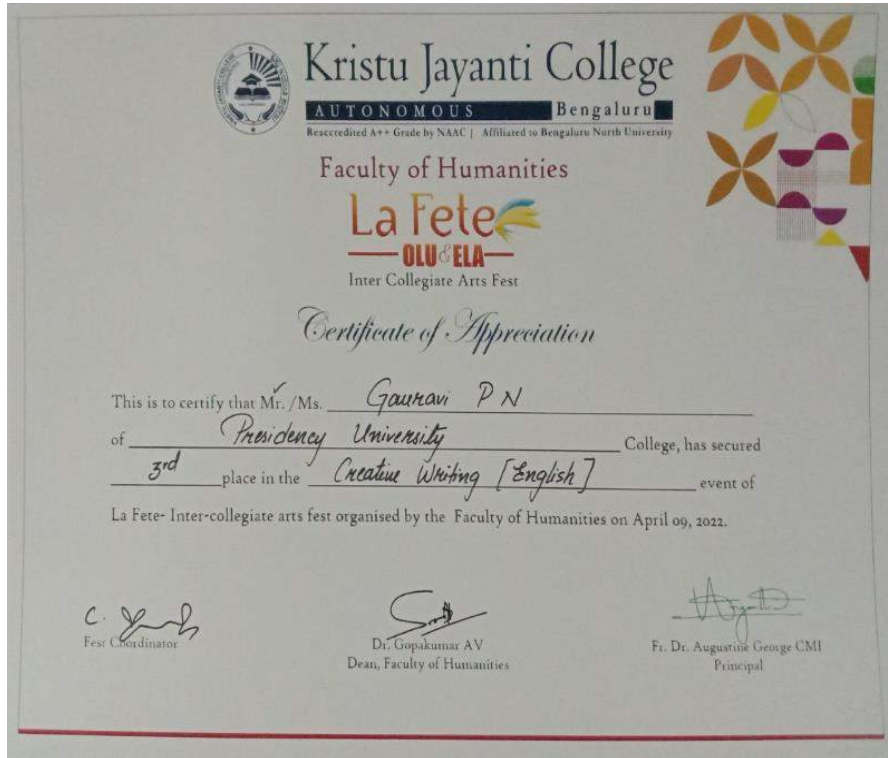 Kristu Jayanti College
AUTONOMOUS Bengaluru
Reaccredited A++ Grade by NAAC | Affiliated to Bengaluru North University
Faculty of Humanities
La Fete
OLU & ELA
Inter Collegiate Arts Fest
Certificate of Appreciation
This is to certify that Mr. /Ms. Gauravi P N
of Presidency University College, has secured
3rd place in the Creative Writing [English] event of
La Fete- Inter-collegiate arts fest organised by the Faculty of Humanities on April 09, 2022.
Fest Coordinator
Dr. Gopakumar AV
Dean, Faculty of Humanities
Fr. Dr. Augustine George CMI
Principal